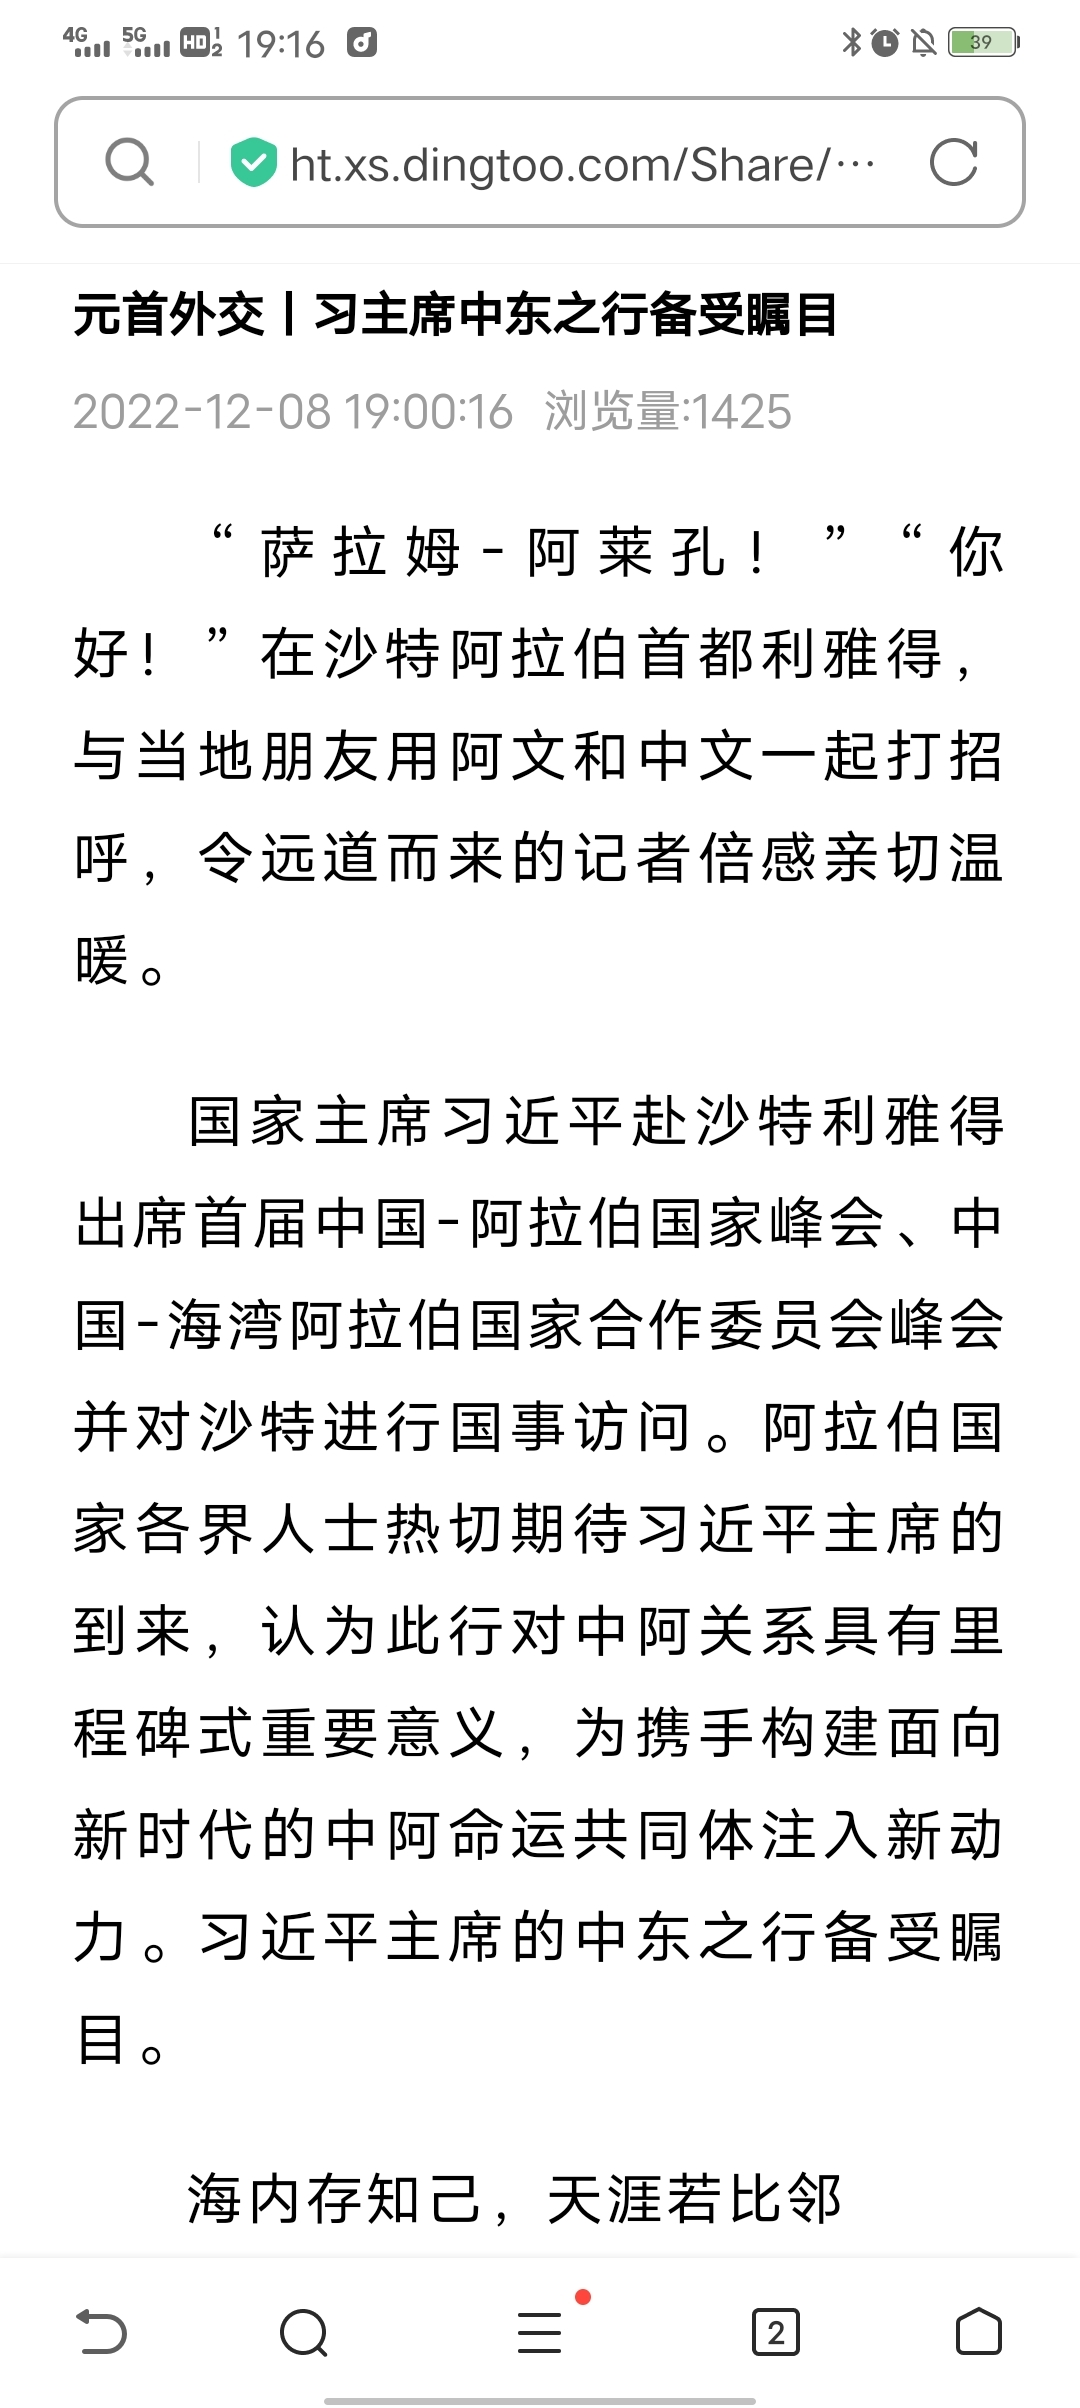 4G 5G HD 1 2 19:16 39
ht.xs.dingtoo.com/Share/···
元首外交丨习主席中东之行备受瞩目
2022-12-08 19:00:16 浏览量:1425
“萨拉姆-阿莱孔！”“你
好！”在沙特阿拉伯首都利雅得，
与当地朋友用阿文和中文一起打招
呼，令远道而来的记者倍感亲切温
暖。
国家主席习近平赴沙特利雅得
出席首届中国-阿拉伯国家峰会、中
国-海湾阿拉伯国家合作委员会峰会
并对沙特进行国事访问。阿拉伯国
家各界人士热切期待习近平主席的
到来，认为此行对中阿关系具有里
程碑式重要意义，为携手构建面向
新时代的中阿命运共同体注入新动
力。习近平主席的中东之行备受瞩
目。
海内存知己，天涯若比邻
2